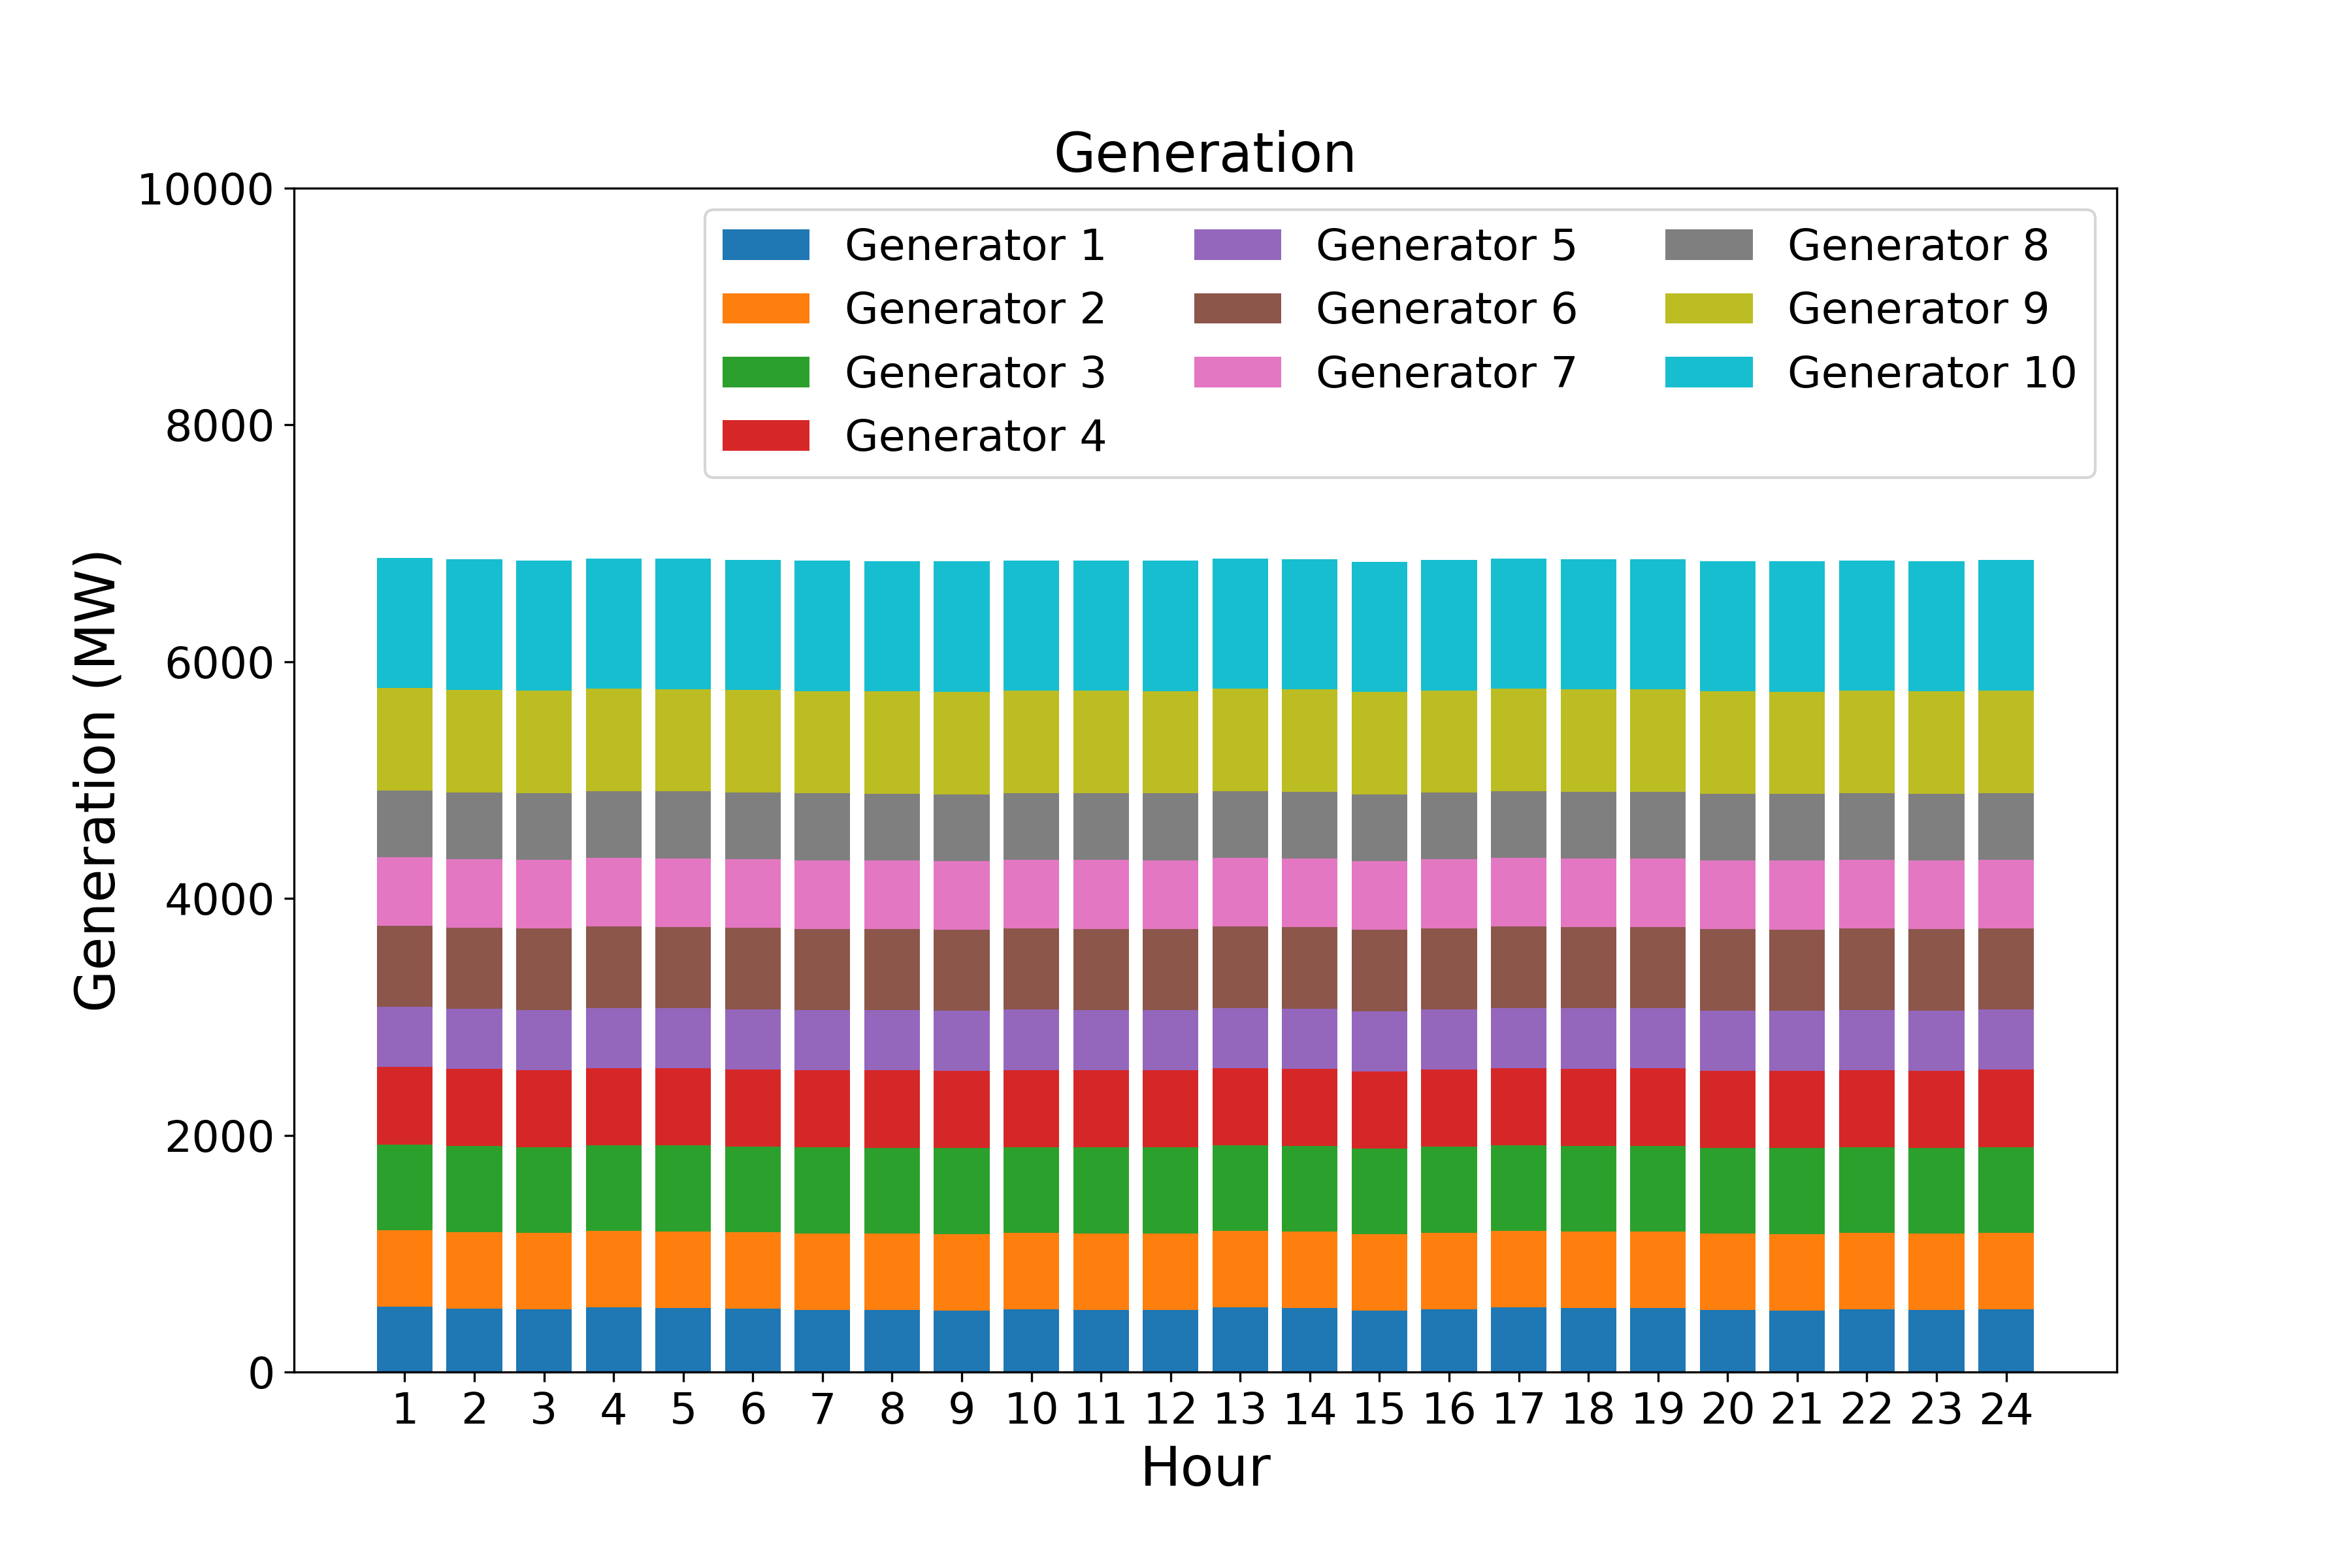 Generation
10000
8000
6000
4000
2000
0
Generation (MW)
Generator 1
Generator 2
Generator 3
Generator 4
Generator 5
Generator 6
Generator 7
Generator 8
Generator 9
Generator 10
1 2 3 4 5 6 7 8 9 10 11 12 13 14 15 16 17 18 19 20 21 22 23 24
Hour